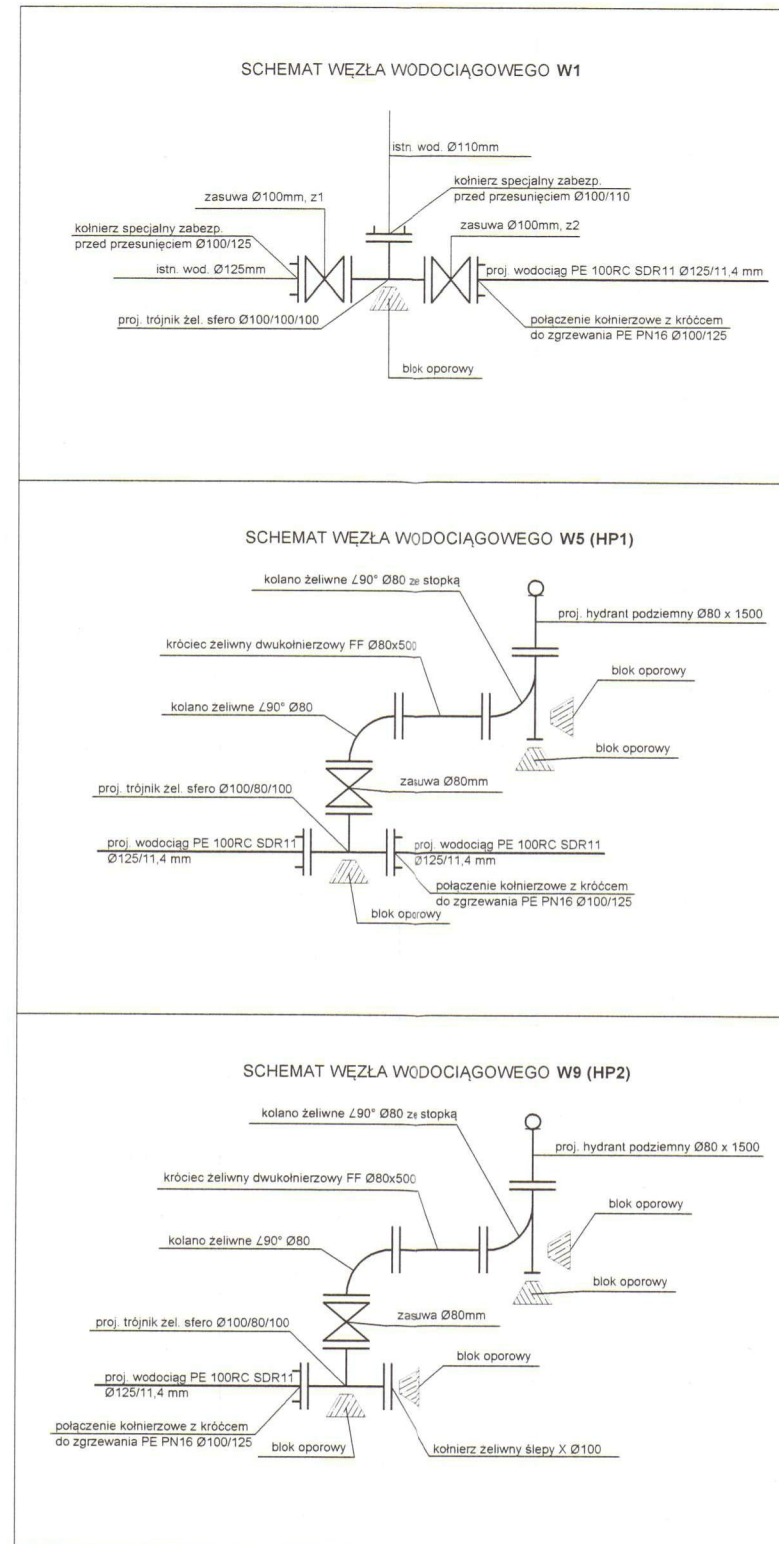 SCHEMAT WĘZŁA WODOCIĄGOWEGO W1
istn. wod. Ø110mm
kołnierz specjalny zabezp.
przed przesunięciem Ø100/110
zasuwa Ø100mm, z1
zasuwa Ø100mm, z2
kołnierz specjalny zabezp.
przed przesunięciem Ø100/125
istn. wod. Ø125mm
proj. wodociąg PE 100RC SDR11 Ø125/11,4 mm
proj. trójnik żel. sfero Ø100/100/100
połączenie kołnierzowe z króćcem
do zgrzewania PE PN16 Ø100/125
blok oporowy
SCHEMAT WĘZŁA WODOCIĄGOWEGO W5 (HP1)
kolano żeliwne ∠90° Ø80 ze stopką
proj. hydrant podziemny Ø80 x 1500
króciec żeliwny dwukołnierzowy FF Ø80x500
blok oporowy
kolano żeliwne ∠90° Ø80
blok oporowy
zasuwa Ø80mm
proj. trójnik żel. sfero Ø100/80/100
proj. wodociąg PE 100RC SDR11
Ø125/11,4 mm
proj. wodociąg PE 100RC SDR11
Ø125/11,4 mm
połączenie kołnierzowe z króćcem
do zgrzewania PE PN16 Ø100/125
blok oporowy
SCHEMAT WĘZŁA WODOCIĄGOWEGO W9 (HP2)
kolano żeliwne ∠90° Ø80 ze stopką
proj. hydrant podziemny Ø80 x 1500
króciec żeliwny dwukołnierzowy FF Ø80x500
blok oporowy
kolano żeliwne ∠90° Ø80
blok oporowy
zasuwa Ø80mm
proj. trójnik żel. sfero Ø100/80/100
blok oporowy
proj. wodociąg PE 100RC SDR11
Ø125/11,4 mm
połączenie kołnierzowe z króćcem
do zgrzewania PE PN16 Ø100/125
blok oporowy
kołnierz żeliwny ślepy X Ø100